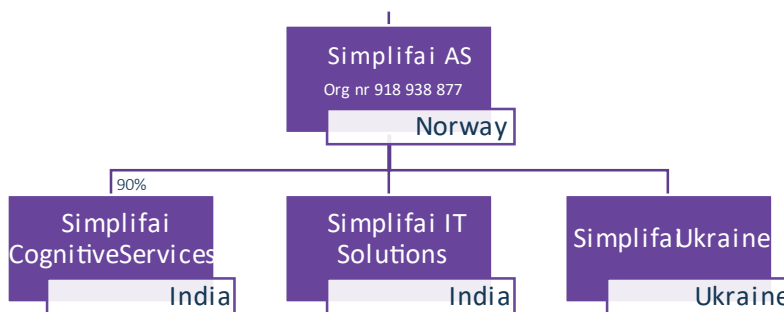 Simplifai AS
Org nr 918 938 877
Norway
90%
Simplifai
CognitiveServices
India
Simplifai IT
Solutions
India
SimplifaiUkraine
Ukraine